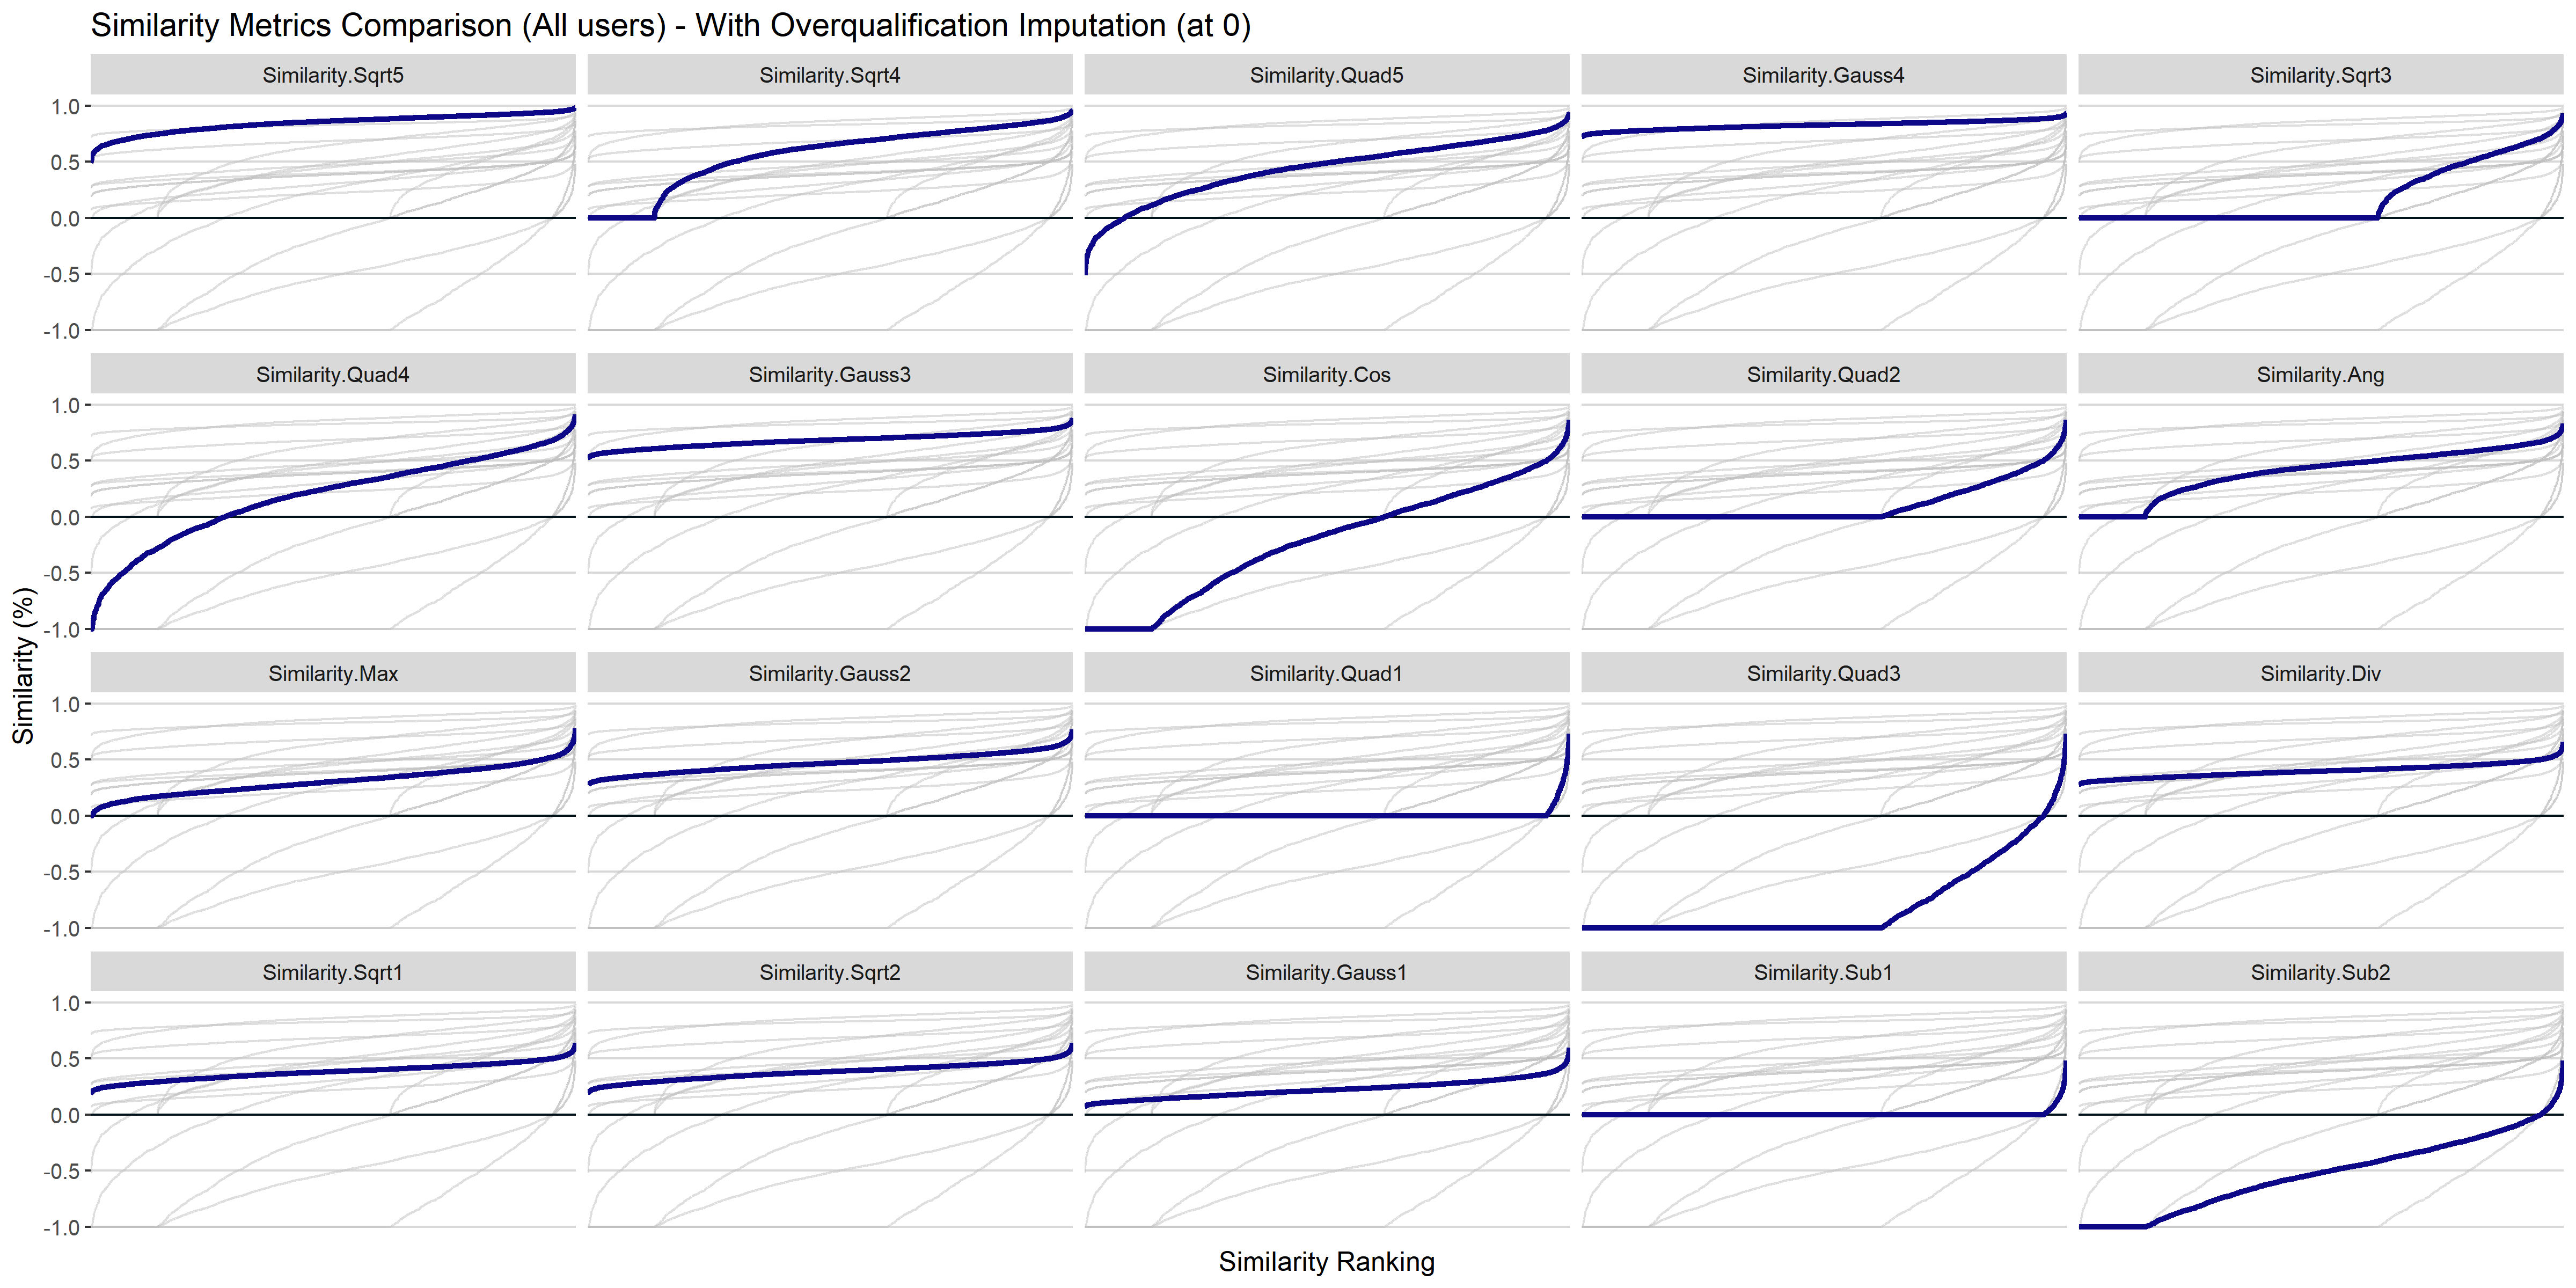 Similarity Metrics Comparison (All users) - With Overqualification Imputation (at 0)
Similarity.Sqrt5
Similarity.Sqrt4
Similarity.Quad5
Similarity.Gauss4
Similarity.Sqrt3
1.0
0.5
0.0
-0.5
-1.0
Similarity.Quad4
Similarity.Gauss3
Similarity.Cos
Similarity.Quad2
Similarity.Ang
1.0
0.5
0.0
-0.5
-1.0
Similarity.Max
Similarity.Gauss2
Similarity.Quad1
Similarity.Quad3
Similarity.Div
1.0
0.5
0.0
-0.5
-1.0
Similarity.Sqrt1
Similarity.Sqrt2
Similarity.Gauss1
Similarity.Sub1
Similarity.Sub2
1.0
0.5
0.0
-0.5
-1.0
Similarity (%)
Similarity Ranking